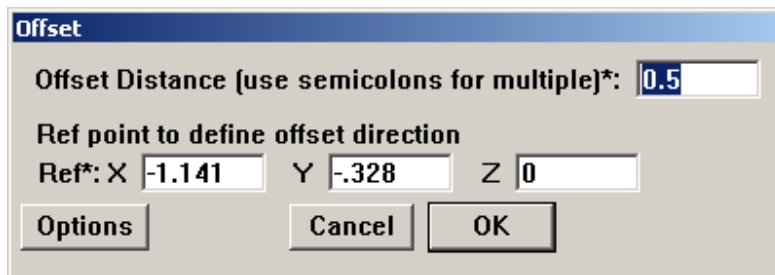 Offset
Offset Distance (use semicolons for multiple)*: 0.5
Ref point to define offset direction
Ref*: X -1.141 Y -.328 Z 0
Options Cancel OK